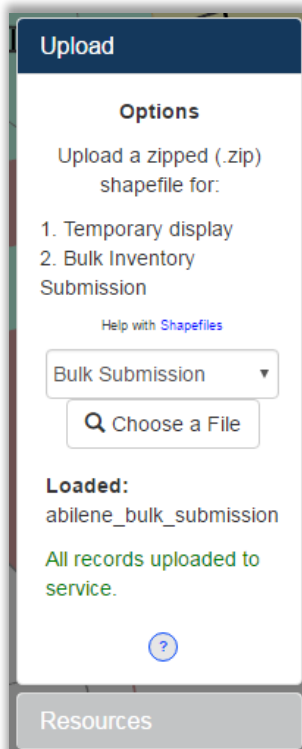 Upload
Options
Upload a zipped (.zip)
shapefile for:
1. Temporary display
2. Bulk Inventory
Submission
Help with Shapefiles
Bulk Submission
Choose a File
Loaded:
abilene_bulk_submission
All records uploaded to
service.
?
Resources